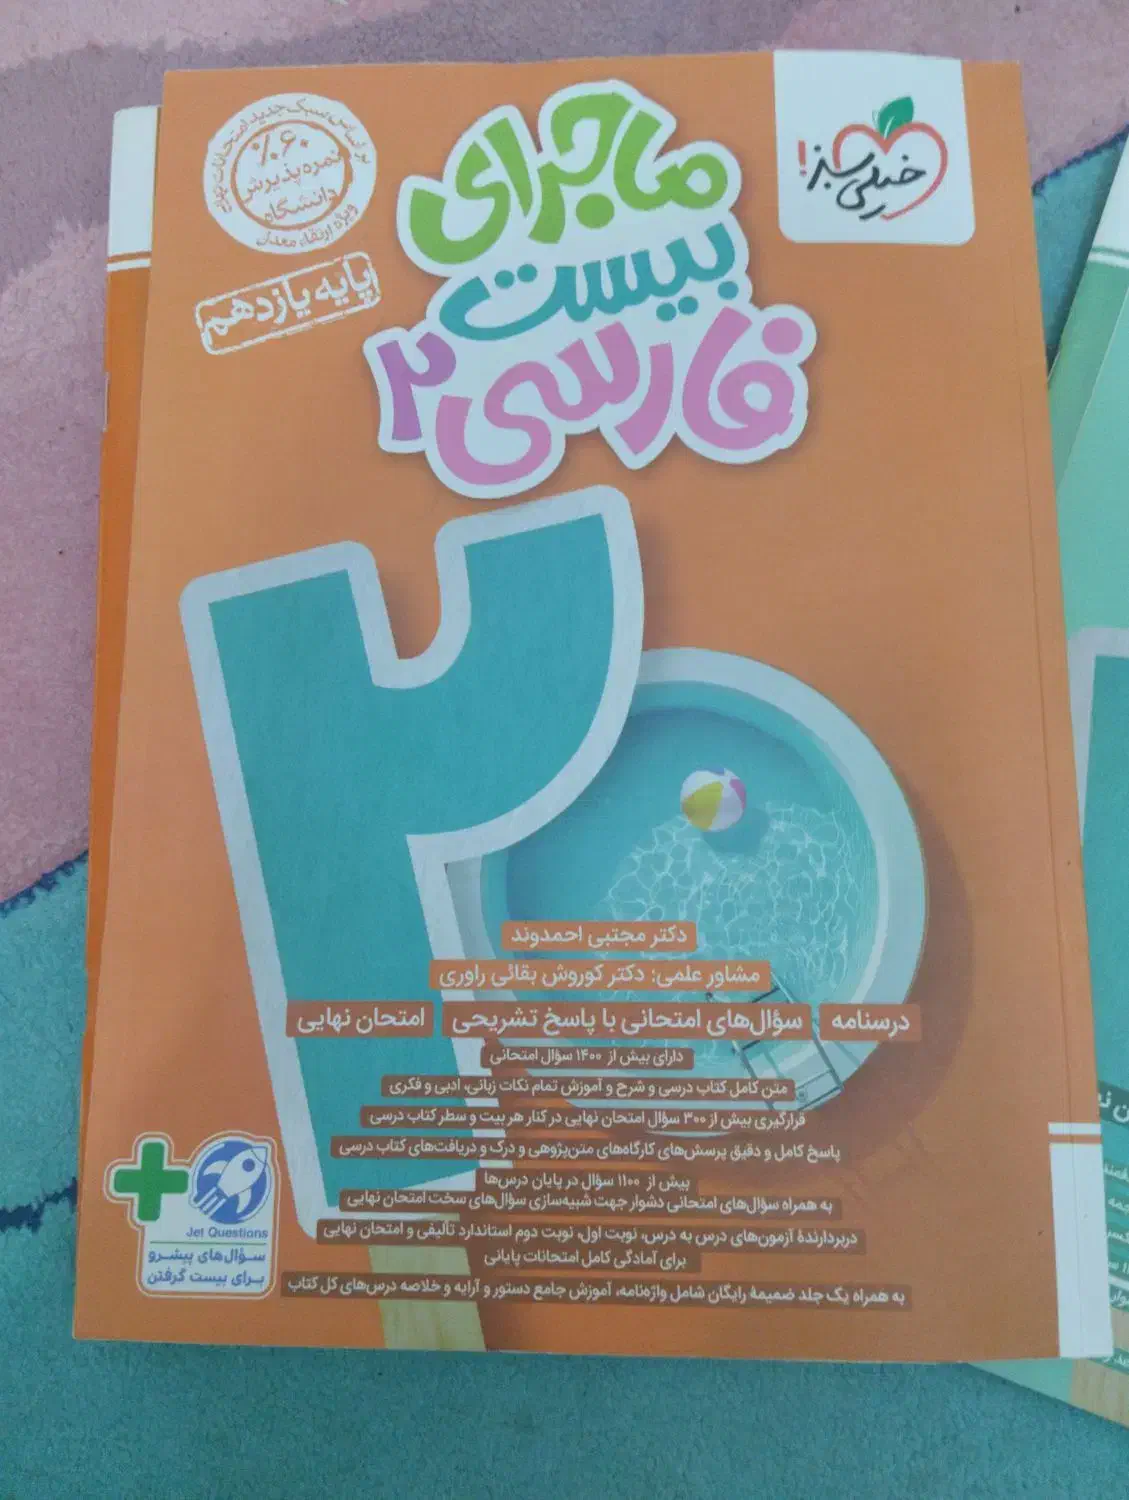 خیلی سبز!
ماجرای
بیست
فارسی ۲
بر اساس سبک جدید امتحانات نهایی
٪۶۰
نمره پذیرش
دانشگاه
ویژه ارتقاء معدل
پایه یازدهم
۲۰
دکتر مجتبی احمدوند
مشاور علمی: دکتر کوروش بقائی راوری
درسنامه سؤال‌های امتحانی با پاسخ تشریحی امتحان نهایی
دارای بیش از ۱۴۰۰ سؤال امتحانی
متن کامل کتاب درسی و شرح و آموزش تمام نکات زبانی، ادبی و فکری
قرارگیری بیش از ۳۰۰ سؤال امتحان نهایی در کنار هر بیت و سطر کتاب درسی
پاسخ کامل و دقیق پرسش‌های کارگاه‌های متن‌پژوهی و درک و دریافت‌های کتاب درسی
بیش از ۱۱۰۰ سؤال در پایان درس‌ها
به همراه سؤال‌های امتحانی دشوار جهت شبیه‌سازی سؤال‌های سخت امتحان نهایی
دربردارندهٔ آزمون‌های درس به درس، نوبت اول، نوبت دوم استاندارد تألیفی و امتحان نهایی
برای آمادگی کامل امتحانات پایانی
به همراه یک جلد ضمیمهٔ رایگان شامل واژه‌نامه، آموزش جامع دستور و آرایه و خلاصه درس‌های کل کتاب
Jet Questions
سؤال‌های پیشرو
برای بیست گرفتن